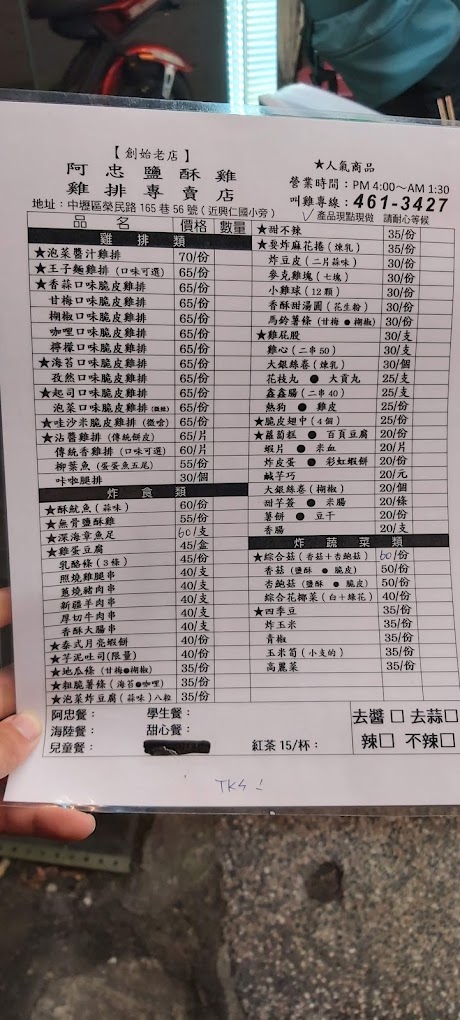 【創始老店】
阿忠鹽酥雞
雞排專賣店
地址：中壢區榮民路 165 巷 56 號（近興仁國小旁）
★人氣商品
營業時間：PM 4:00～AM 1:30
叫雞專線：461-3427
✓產品現點現做 請耐心等候
品名 價格 數量
雞排類
★泡菜醬汁雞排 70/份
★王子麵雞排（口味可選） 65/份
★香蒜口味脆皮雞排 65/份
甘梅口味脆皮雞排 65/份
椒鹽口味脆皮雞排 65/份
咖哩口味脆皮雞排 65/份
檸檬口味脆皮雞排 65/份
★海苔口味脆皮雞排 65/份
孜然口味脆皮雞排 65/份
★起司口味脆皮雞排 65/份
泡菜口味脆皮雞排 65/份
★哇沙米脆皮雞排（微嗆） 65/份
★沾醬雞排（傳統餅皮） 65/片
傳統香雞排（口味可選） 60/片
柳葉魚（蛋蛋魚五尾） 55/份
咔啦腿排 30/個
炸食類
★酥魷魚（蒜味） 60/份
★無骨鹽酥雞 55/份
★深海章魚足 60/支
★雞蛋豆腐 45/盒
乳酪條（3條） 45/份
照燒雞腿串 40/支
蔥燒豬肉串 40/支
新疆羊肉串 40/支
厚切牛肉串 40/支
香酥大腸串 40/支
★泰式月亮蝦餅 40/份
★芋泥吐司(限量) 40/份
★地瓜條（甘梅●椒鹽） 35/份
★粗脆薯條（海苔●咖哩） 35/份
★泡菜炸豆腐（蒜味）八粒 35/份
★甜不辣 35/份
★要炸麻花捲（煉乳） 35/份
炸豆皮（二片蒜味） 30/份
麥克雞塊（七塊） 30/份
小雞球（12顆） 30/份
香酥甜湯圓（花生粉） 30/份
馬鈴薯條（甘梅●椒鹽） 30/份
★雞屁股 30/支
雞心（二串50） 30/支
大銀絲卷（煉乳） 30/個
花枝丸●大貢丸 25/支
鑫鑫腸（二串40） 25/支
熱狗●雞皮 25/份
★脆皮翅中（4個） 25/份
★蘿蔔糕●百頁豆腐 20/份
蝦片●米血 20/片
炸皮蛋●彩虹蝦餅 20/份
鹹芋巧 20/元
大銀絲卷（椒鹽） 20/個
甜芋簽●米腸 20/條
薯餅●豆干 20/份
香腸 20/支
炸蔬菜類
★綜合菇（香菇＋杏鮑菇） 60/份
香菇（鹽酥●脆皮） 50/份
杏鮑菇（鹽酥●脆皮） 50/份
綜合花椰菜（白＋綠花） 40/份
★四季豆 35/份
炸玉米 35/份
青椒 35/份
玉米筍（小支的） 35/份
高麗菜 35/份
阿忠餐： 學生餐：
海陸餐： 甜心餐：
兒童餐： 紅茶 15/杯：
去醬□ 去蒜□
辣□ 不辣□
TKS！